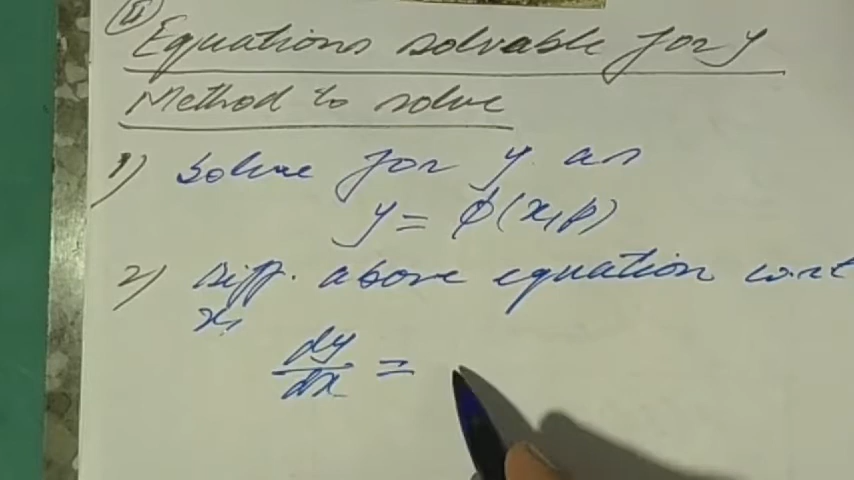 (II)
Equations solvable for y
Method to solve
1) Solve for y as
y = φ(x,p)
2) Diff. above equation w.r.t
x,
dy/dx =